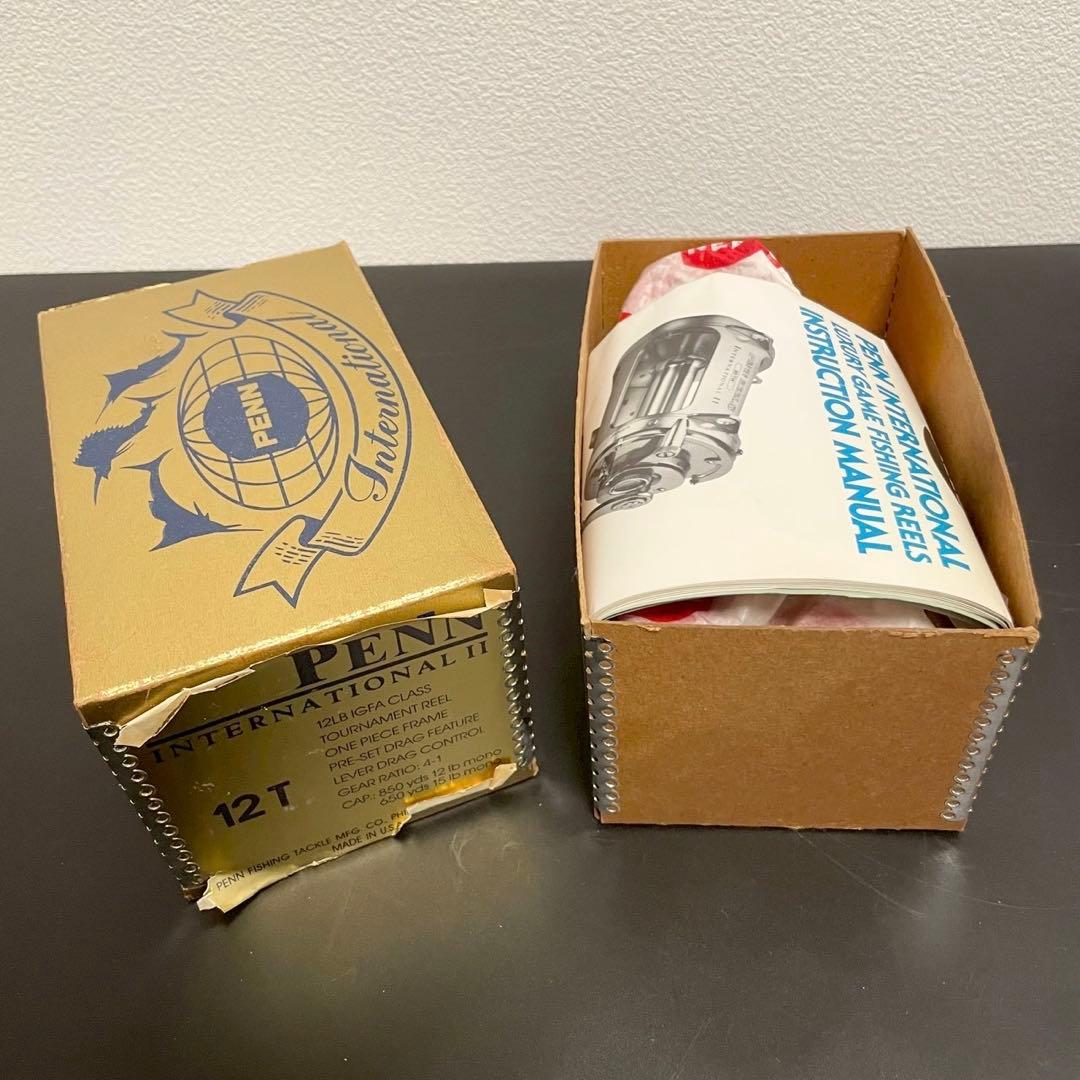 PENN
International
PENN
INTERNATIONAL II
12LB IGFA CLASS
TOURNAMENT REEL
ONE PIECE FRAME
PRE-SET DRAG FEATURE
LEVER DRAG CONTROL
GEAR RATIO: 4-1
CAP.: 850 yds 12 lb mono
650 yds 15 lb mono
12T
PENN FISHING TACKLE MFG. CO.
MADE IN U.S.A
PENN INTERNATIONAL
LUXURY GAME FISHING REELS
INSTRUCTION MANUAL
INTERNATIONAL II